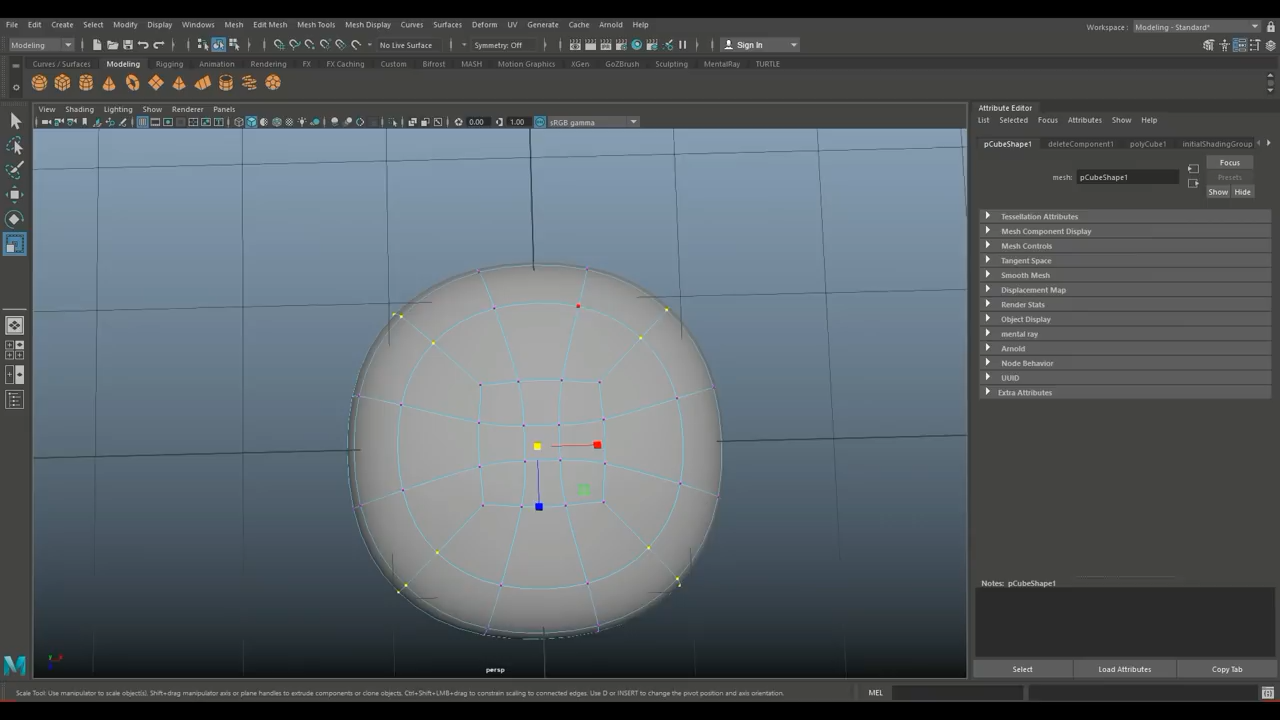 File Edit Create Select Modify Display Windows Mesh Edit Mesh Mesh Tools Mesh Display Curves Surfaces Deform UV Generate Cache Arnold Help
Workspace : Modeling - Standard*
Modeling No Live Surface Symmetry: Off Sign In
Curves / Surfaces Modeling Rigging Animation Rendering FX FX Caching Custom Bifrost MASH Motion Graphics XGen GoZBrush Sculpting MentalRay TURTLE
View Shading Lighting Show Renderer Panels
0.00 1.00 sRGB gamma
Attribute Editor
List Selected Focus Attributes Show Help
pCubeShape1 deleteComponent1 polyCube1 initialShadingGroup
Focus
mesh: pCubeShape1
Presets
Show Hide
Tessellation Attributes
Mesh Component Display
Mesh Controls
Tangent Space
Smooth Mesh
Displacement Map
Render Stats
Object Display
mental ray
Arnold
Node Behavior
UUID
Extra Attributes
Notes: pCubeShape1
persp
Select Load Attributes Copy Tab
Scale Tool: Use manipulator to scale object(s). Shift+drag manipulator axis or plane handles to extrude components or clone objects. Ctrl+Shift+LMB+drag to constrain scaling to connected edges. Use D or INSERT to change the pivot position and axis orientation.
MEL